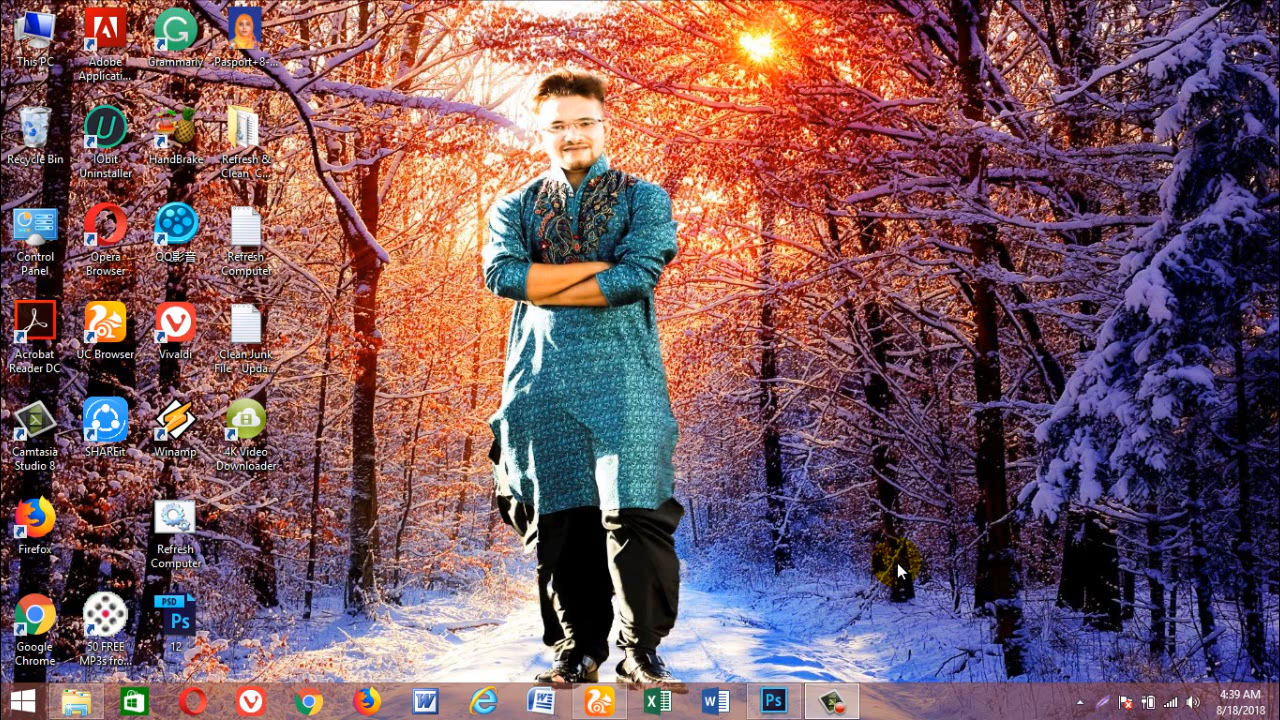 This PC
Adobe
Applicati...
Grammarly
Pasport+8-...
Recycle Bin
IObit
Uninstaller
HandBrake
Refresh &
Clean_C...
Control
Panel
Opera
Browser
QQ影音
Refresh
Computer
Acrobat
Reader DC
UC Browser
Vivaldi
Clean Junk
File - Upda...
Camtasia
Studio 8
SHAREit
Winamp
4K Video
Downloader
Firefox
Refresh
Computer
Google
Chrome
50 FREE
MP3s fro...
PSD
Ps
12
Ps
4:39 AM
8/18/2018